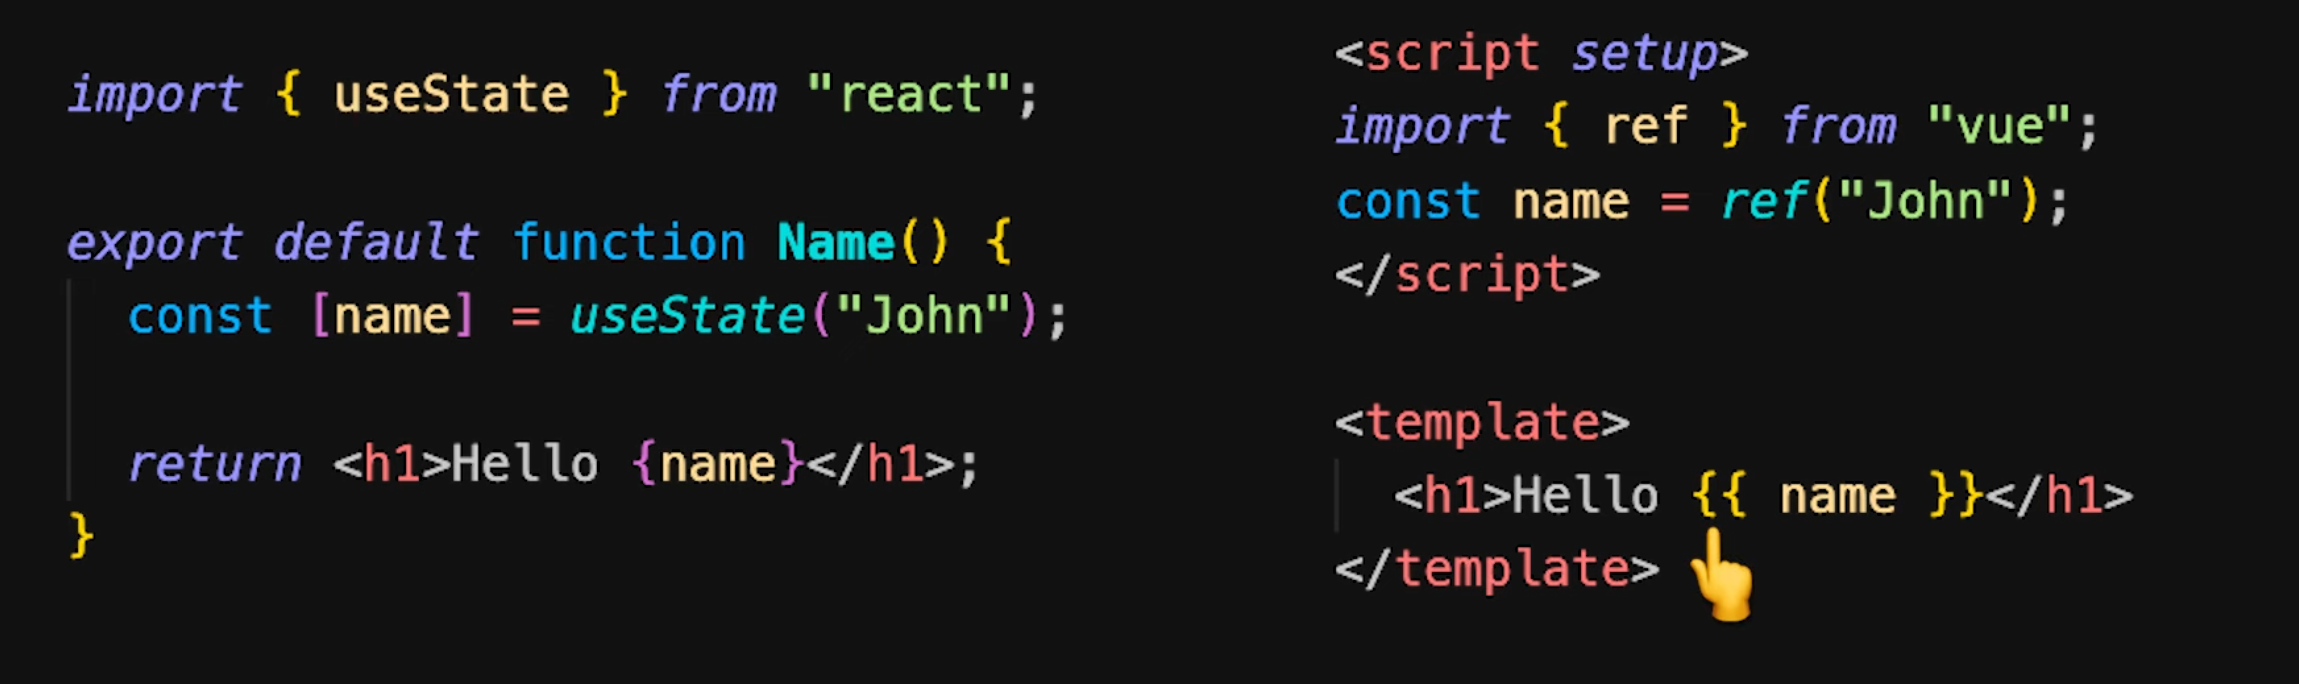 import { useState } from "react";
export default function Name() {
  const [name] = useState("John");
  return <h1>Hello {name}</h1>;
}
<script setup>
import { ref } from "vue";
const name = ref("John");
</script>
<template>
  <h1>Hello {{ name }}</h1>
</template>